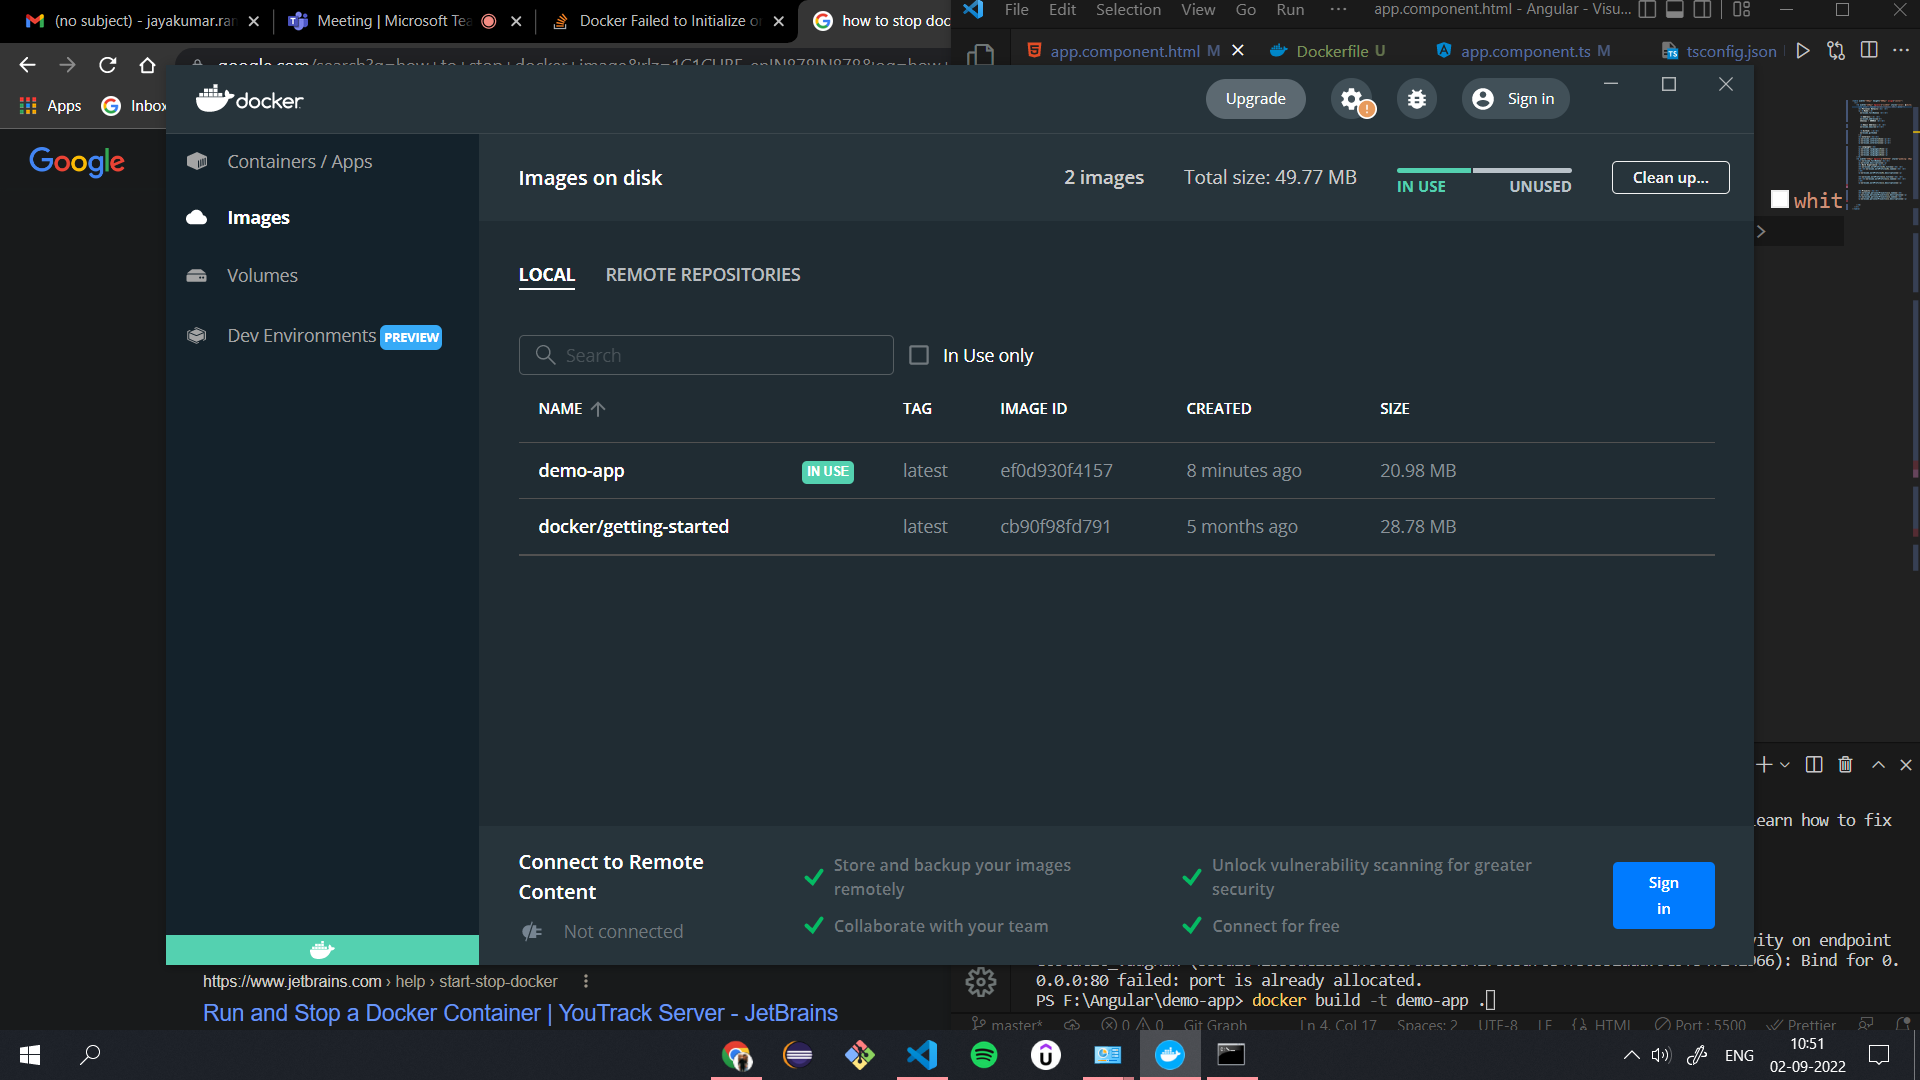 (no subject) - jayakumar.ran
Meeting | Microsoft Tea
Docker Failed to Initialize or
how to stop doc
File Edit Selection View Go Run ··· app.component.html - Angular - Visu...
app.component.html M
Dockerfile U
app.component.ts M
tsconfig.json
Apps
Inbox
docker
Upgrade
Sign in
Google
Containers / Apps
Images
Volumes
Dev Environments PREVIEW
Images on disk
2 images
Total size: 49.77 MB
IN USE UNUSED
Clean up...
whit
>
LOCAL REMOTE REPOSITORIES
Search
In Use only
NAME TAG IMAGE ID CREATED SIZE
demo-app IN USE latest ef0d930f4157 8 minutes ago 20.98 MB
docker/getting-started latest cb90f98fd791 5 months ago 28.78 MB
Connect to Remote
Content
Not connected
Store and backup your images
remotely
Collaborate with your team
Unlock vulnerability scanning for greater
security
Connect for free
Sign
in
earn how to fix
vity on endpoint
966): Bind for 0.
0.0.0:80 failed: port is already allocated.
PS F:\Angular\demo-app> docker build -t demo-app .
https://www.jetbrains.com › help › start-stop-docker
Run and Stop a Docker Container | YouTrack Server - JetBrains
master* 0 0 Git Graph Ln 4, Col 17 Spaces: 2 UTF-8 LF HTML Port : 5500 Prettier
ENG
10:51
02-09-2022